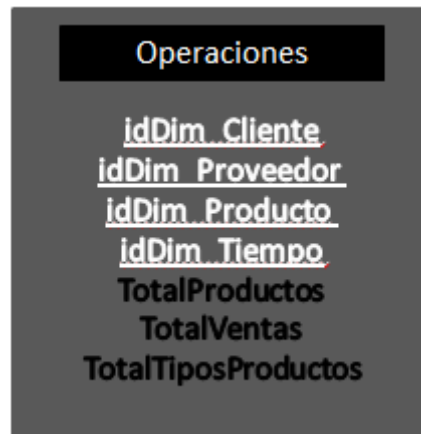 Operaciones
idDim_Cliente
idDim_Proveedor
idDim_Producto
idDim_Tiempo
TotalProductos
TotalVentas
TotalTiposProductos